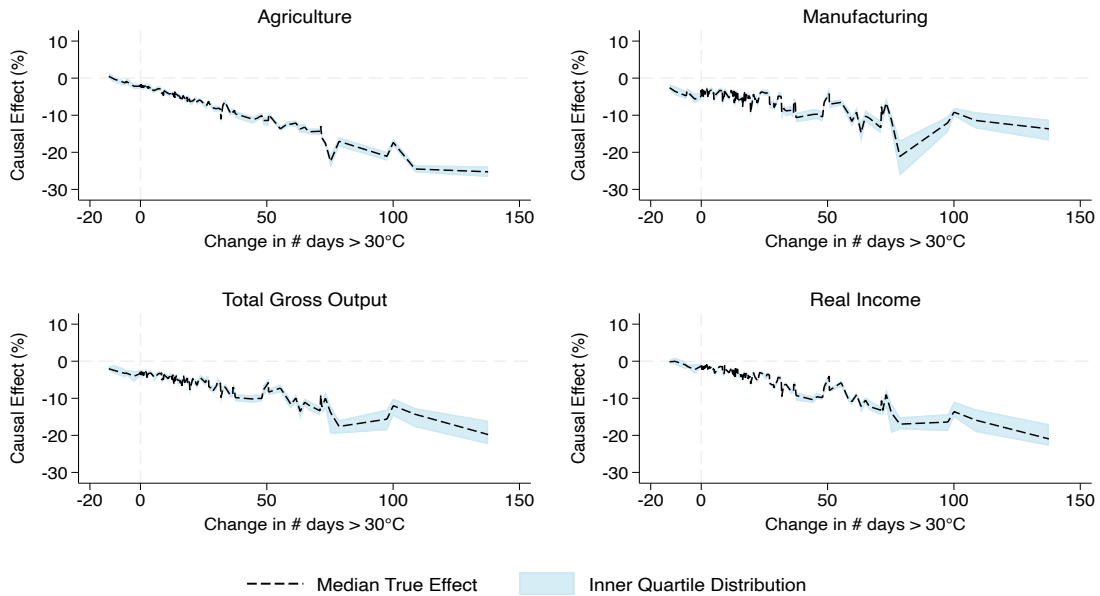 Agriculture
Causal Effect (%)
10
0
-10
-20
-30
-20 0 50 100 150
Change in # days > 30°C
Manufacturing
Causal Effect (%)
10
0
-10
-20
-30
-20 0 50 100 150
Change in # days > 30°C
Total Gross Output
Causal Effect (%)
10
0
-10
-20
-30
-20 0 50 100 150
Change in # days > 30°C
Real Income
Causal Effect (%)
10
0
-10
-20
-30
-20 0 50 100 150
Change in # days > 30°C
Median True Effect
Inner Quartile Distribution